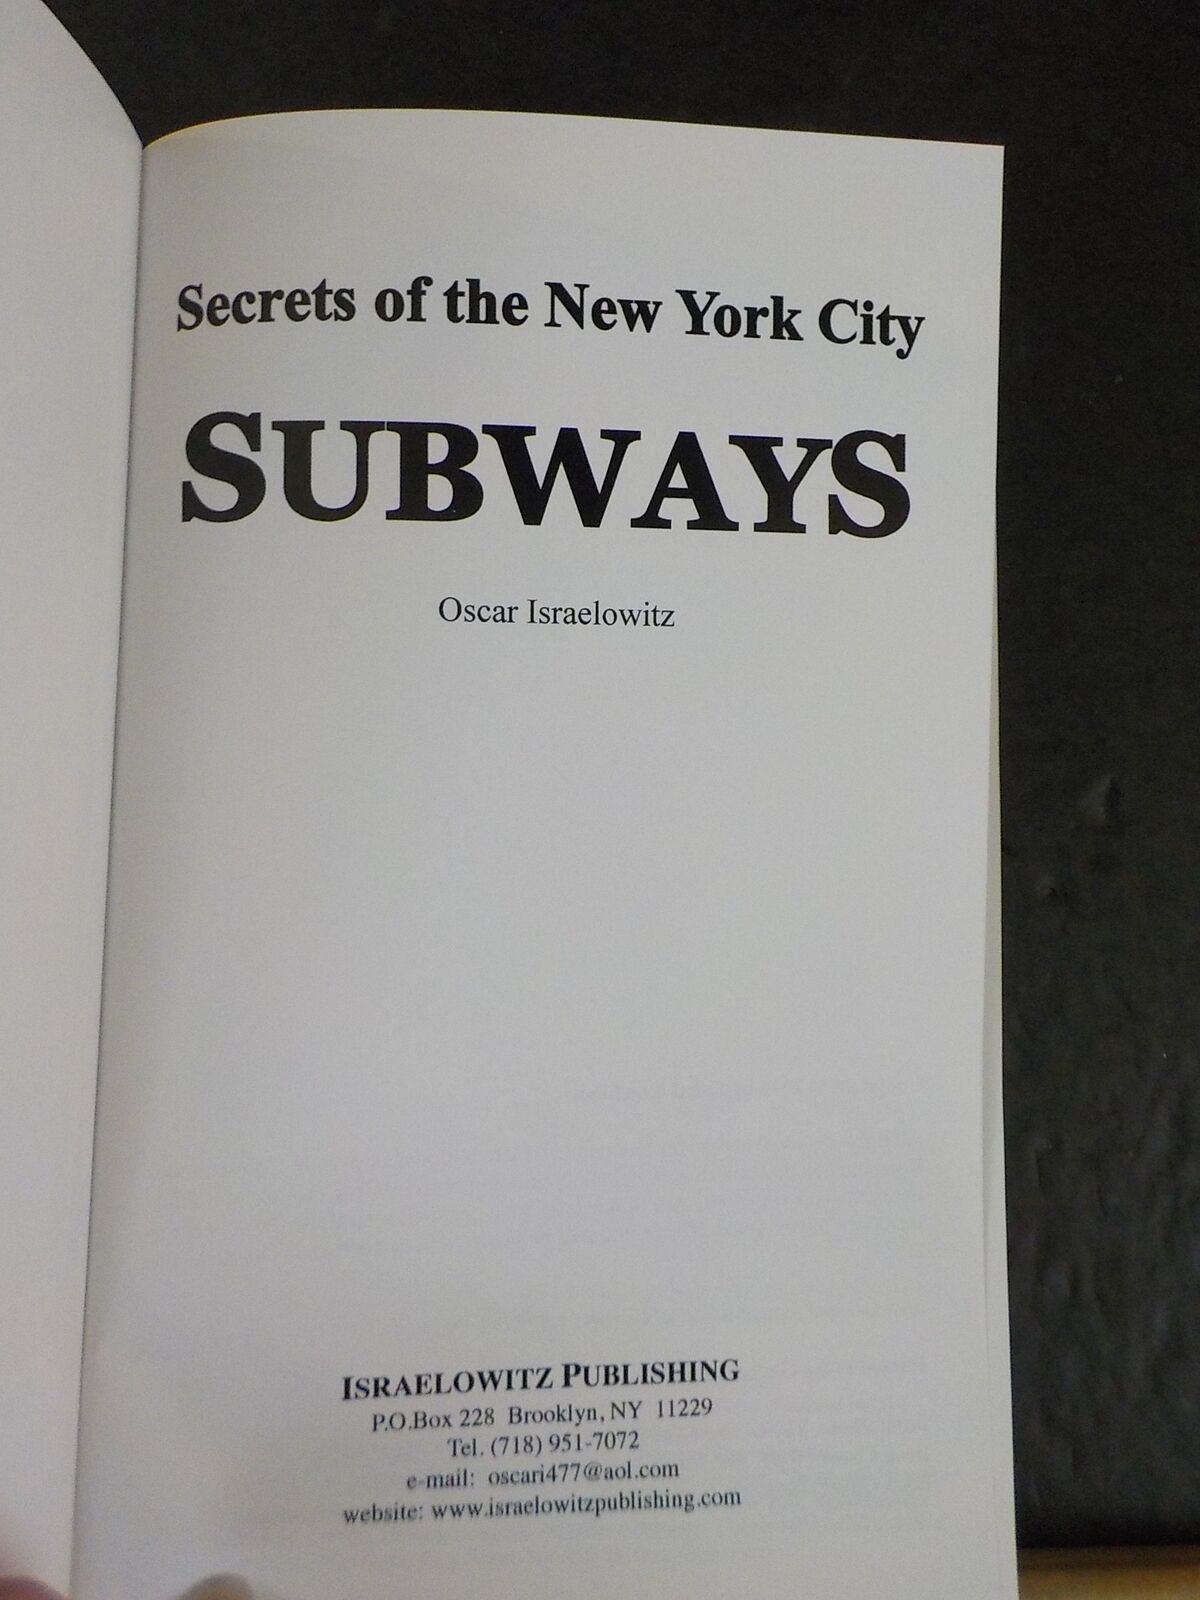 Secrets of the New York City
SUBWAYS
Oscar Israelowitz
ISRAELOWITZ PUBLISHING
P.O.Box 228 Brooklyn, NY 11229
Tel. (718) 951-7072
e-mail: oscari477@aol.com
website: www.israelowitzpublishing.com